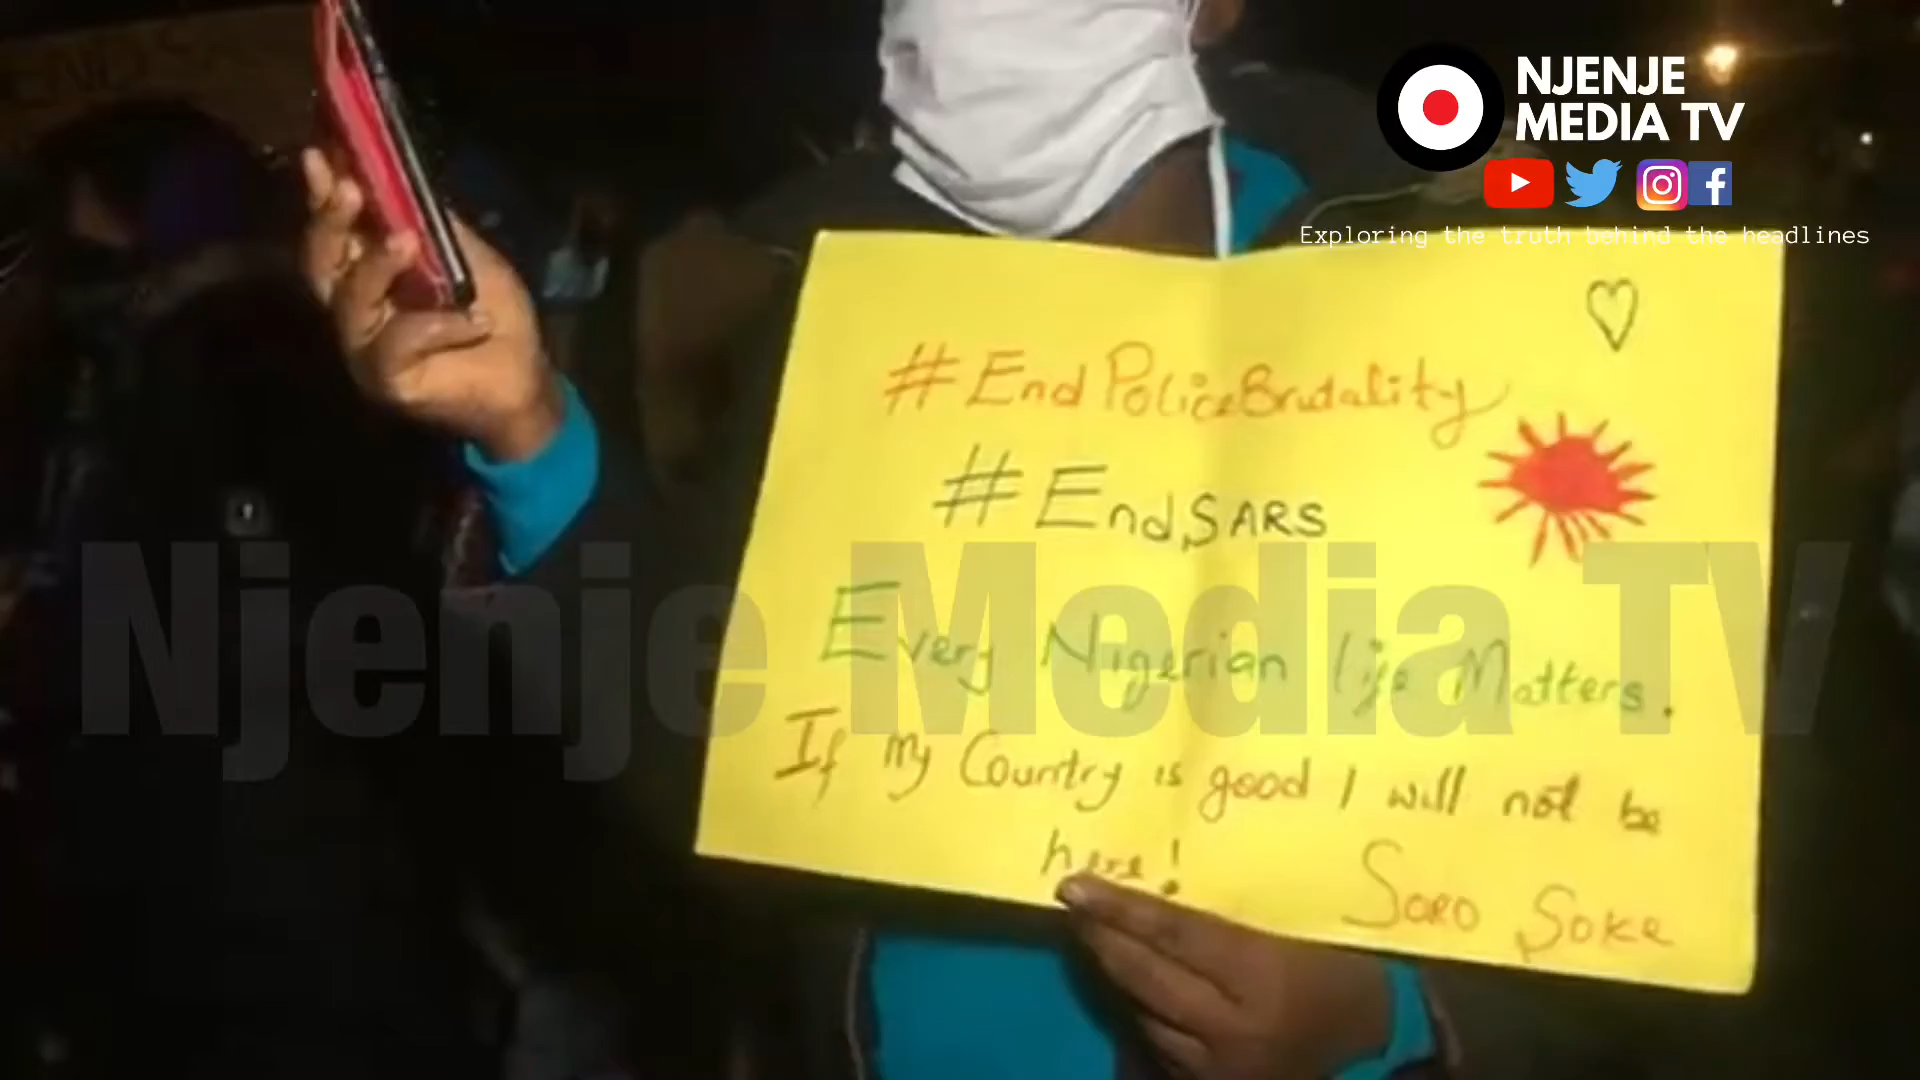 NJENJE
MEDIA TV
Exploring the truth behind the headlines
#EndPoliceBrutality
#EndSARS
Every Nigerian life Matters.
If my Country is good I will not be
here!
Soro Soke
Njenje Media TV